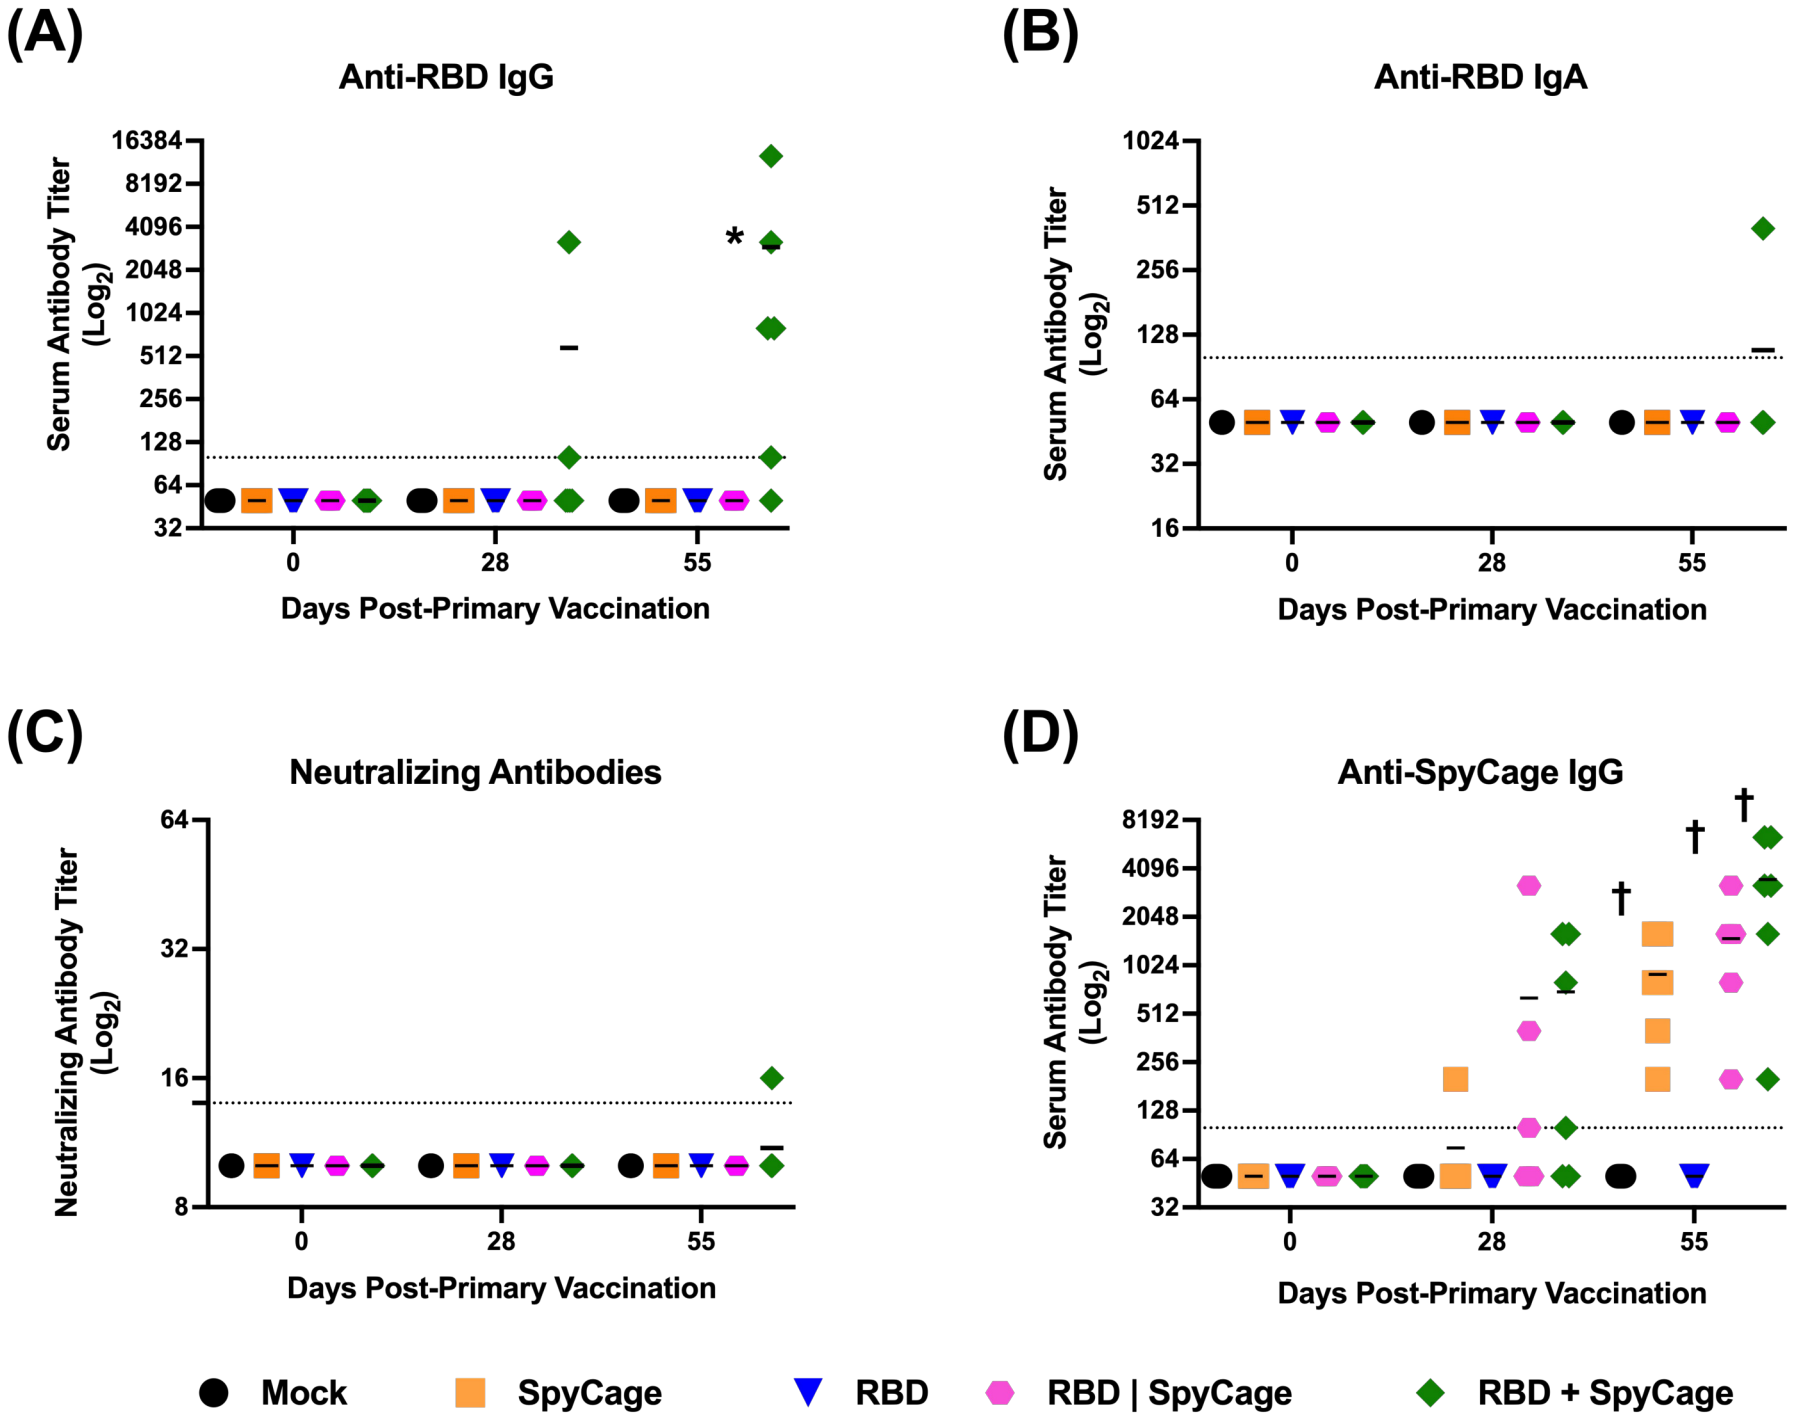 (A)
Anti-RBD IgG
Serum Antibody Titer
(Log2)
16384
8192
4096
2048
1024
512
256
128
64
32
*
0 28 55
Days Post-Primary Vaccination
(B)
Anti-RBD IgA
Serum Antibody Titer
(Log2)
1024
512
256
128
64
32
16
0 28 55
Days Post-Primary Vaccination
(C)
Neutralizing Antibodies
Neutralizing Antibody Titer
(Log2)
64
32
16
8
0 28 55
Days Post-Primary Vaccination
(D)
Anti-SpyCage IgG
Serum Antibody Titer
(Log2)
8192
4096
2048
1024
512
256
128
64
32
† † †
0 28 55
Days Post-Primary Vaccination
Mock SpyCage RBD RBD | SpyCage RBD + SpyCage